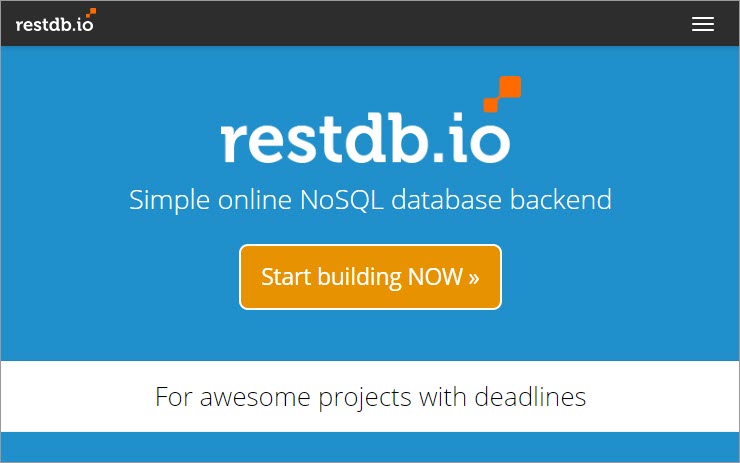 restdb.io
restdb.io
Simple online NoSQL database backend
Start building NOW »
For awesome projects with deadlines